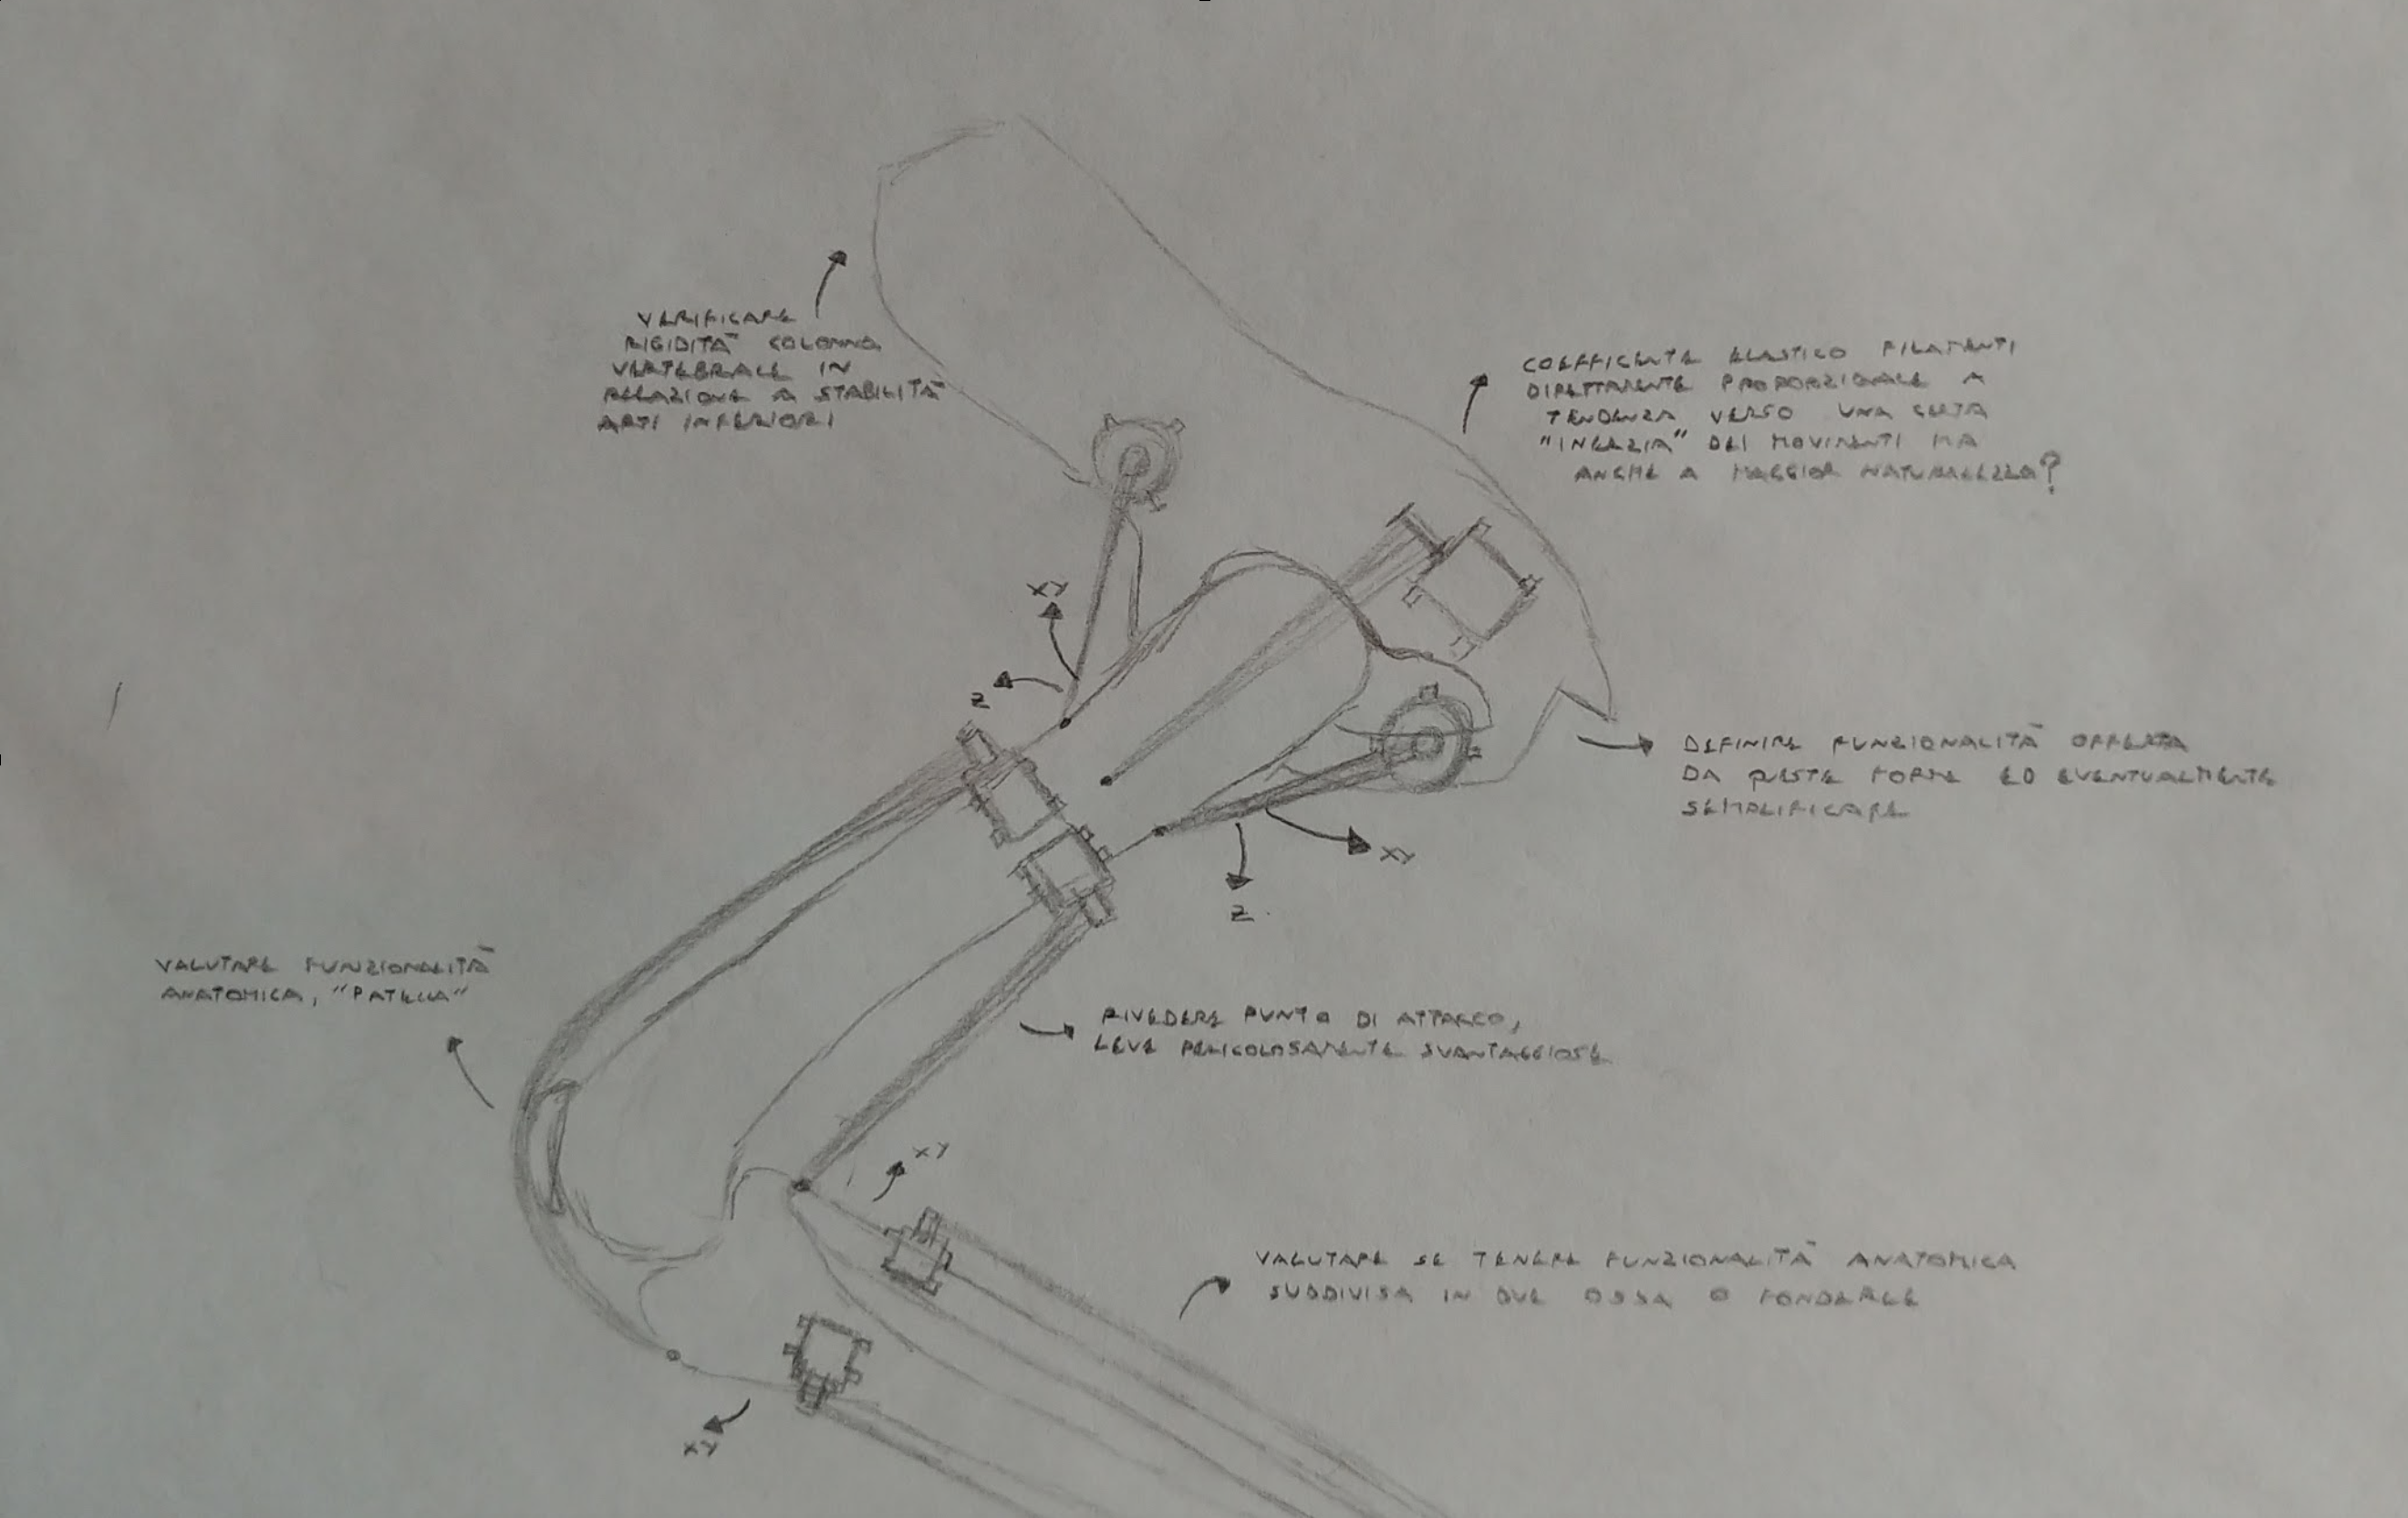 VERIFICARE
RIGIDITÀ COLONNA
VERTEBRALE IN
RELAZIONE A STABILITÀ
ARTI INFERIORI
COEFFICIENTE ELASTICO FILAMENTI
DIRETTAMENTE PROPORZIONALE A
TENDENZA VERSO UNA CERTA
"INERZIA" DEI MOVIMENTI MA
ANCHE A MAGGIOR NATURALEZZA?
XY
Z
DEFINIRE FUNZIONALITÀ OFFERTA
DA QUESTE FORME ED EVENTUALMENTE
SEMPLIFICARE
XY
Z
VALUTARE FUNZIONALITÀ
ANATOMICA, "PATELLA"
RIVEDERE PUNTO DI ATTACCO,
LEVE PERICOLOSAMENTE SVANTAGGIOSE
XY
VALUTARE SE TENERE FUNZIONALITÀ ANATOMICA
SUDDIVISA IN DUE OSSA O FONDERLE
XY